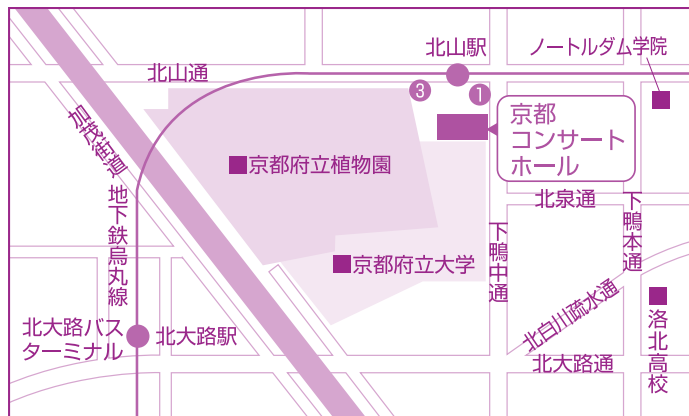 北山駅
ノートルダム学院
北山通
3
1
京都
コンサート
ホール
加茂街道
京都府立植物園
北泉通
地下鉄烏丸線
下鴨中通
下鴨本通
京都府立大学
北白川疏水通
洛北高校
北大路バス
ターミナル
北大路駅
北大路通